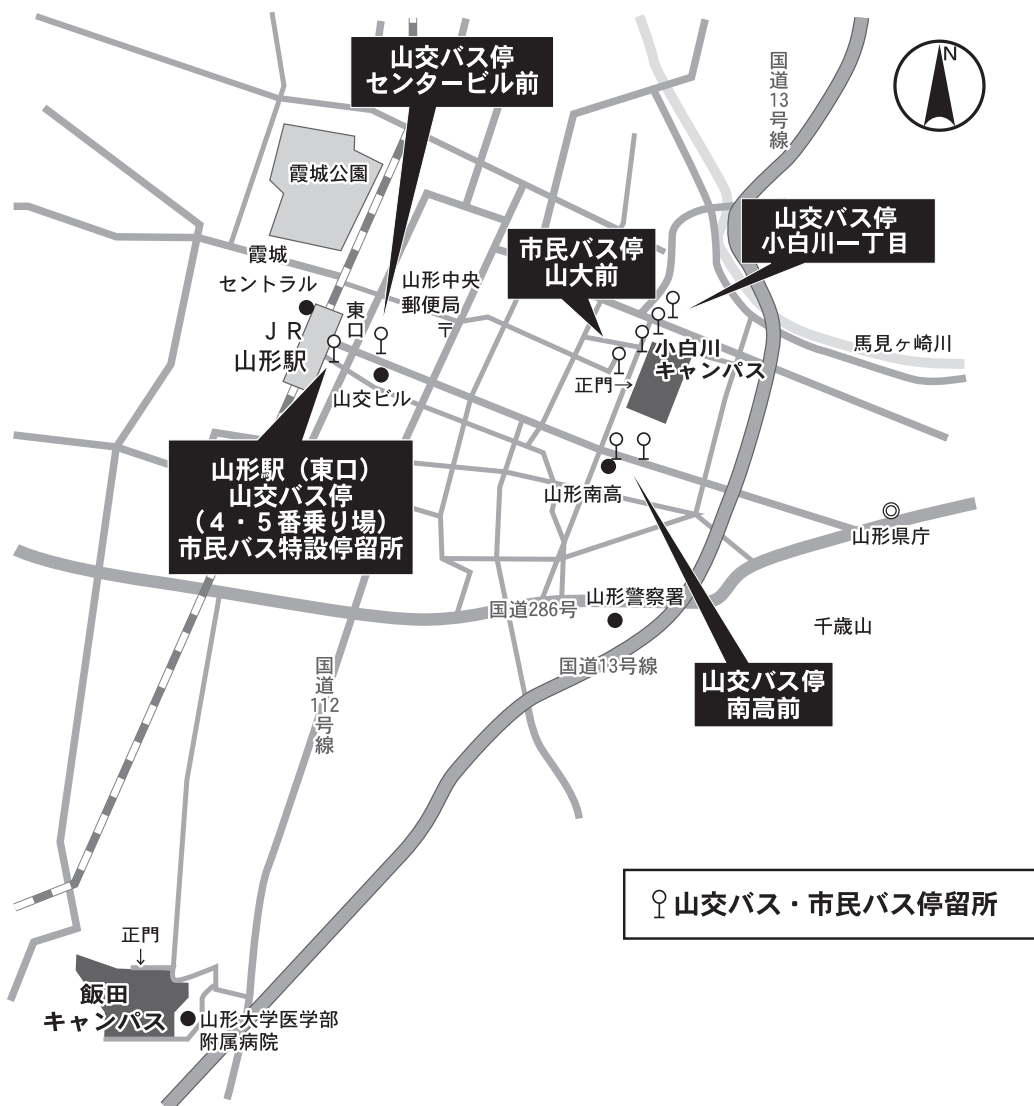 山交バス停
センタービル前
N
国道13号線
霞城公園
山交バス停
小白川一丁目
市民バス停
山大前
霞城
セントラル
山形中央
郵便局
〒
東口
ＪＲ
山形駅
小白川
キャンパス
正門→
馬見ヶ崎川
山交ビル
山形駅（東口）
山交バス停
（４・５番乗り場）
市民バス特設停留所
山形南高
山形県庁
国道286号
山形警察署
千歳山
国道13号線
国道112号線
山交バス停
南高前
山交バス・市民バス停留所
正門
↓
飯田
キャンパス
山形大学医学部
附属病院